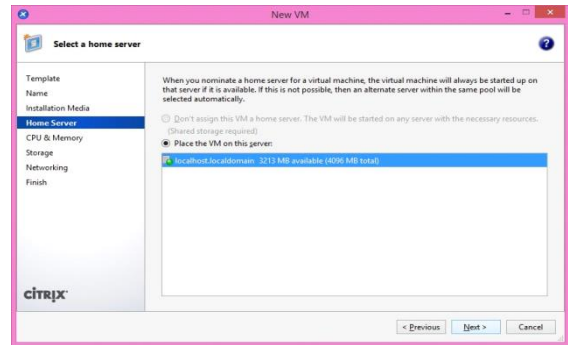 New VM
Select a home server
Template
Name
Installation Media
Home Server
CPU & Memory
Storage
Networking
Finish
When you nominate a home server for a virtual machine, the virtual machine will always be started up on
that server if it is available. If this is not possible, then an alternate server within the same pool will be
selected automatically.
Don't assign this VM a home server. The VM will be started on any server with the necessary resources.
(Shared storage required)
Place the VM on this server:
localhost.localdomain 3213 MB available (4096 MB total)
CİTRIX
< Previous Next > Cancel